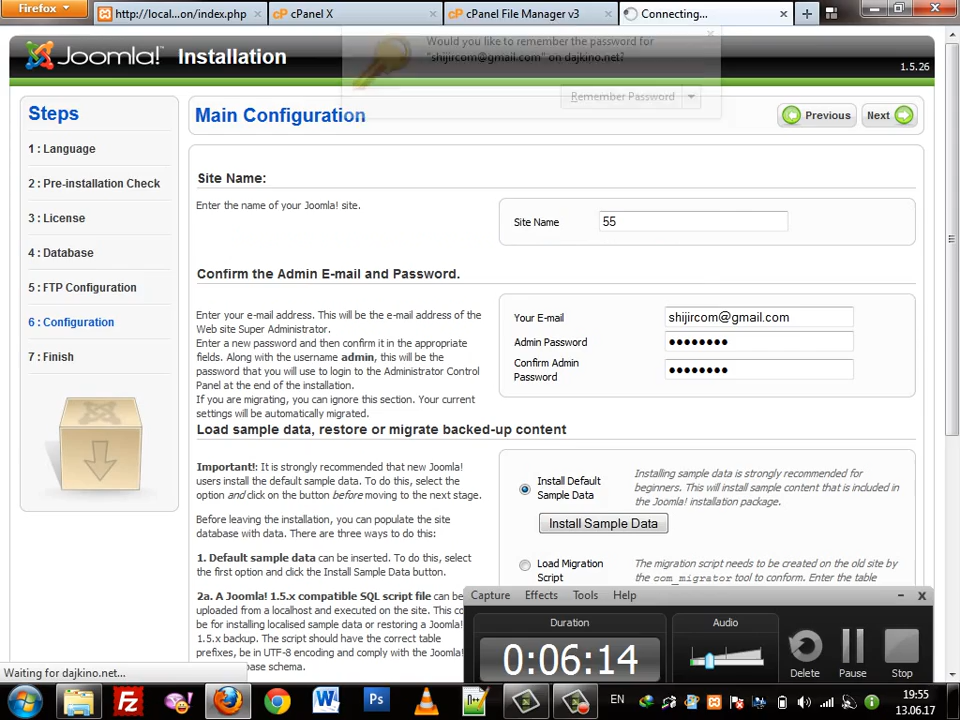 Firefox
http://local...on/index.php
cPanel X
cPanel File Manager v3
Connecting...
Would you like to remember the password for
"shijircom@gmail.com" on dajkino.net?
Remember Password
Joomla! Installation
1.5.26
Steps
1 : Language
2 : Pre-installation Check
3 : License
4 : Database
5 : FTP Configuration
6 : Configuration
7 : Finish
Main Configuration
Previous
Next
Site Name:
Enter the name of your Joomla! site.
Site Name
55
Confirm the Admin E-mail and Password.
Enter your e-mail address. This will be the e-mail address of the
Web site Super Administrator.
Enter a new password and then confirm it in the appropriate
fields. Along with the username admin, this will be the
password that you will use to login to the Administrator Control
Panel at the end of the installation.
If you are migrating, you can ignore this section. Your current
settings will be automatically migrated.
Your E-mail
shijircom@gmail.com
Admin Password
Confirm Admin
Password
Load sample data, restore or migrate backed-up content
Important!: It is strongly recommended that new Joomla!
users install the default sample data. To do this, select the
option and click on the button before moving to the next stage.
Before leaving the installation, you can populate the site
database with data. There are three ways to do this:
1. Default sample data can be inserted. To do this, select
the first option and click the Install Sample Data button.
2a. A Joomla! 1.5.x compatible SQL script file can be
uploaded from a localhost and executed on the site. This co
be for installing localised sample data or restoring a Joomla!
1.5.x backup. The script should have the correct table
prefixes, be in UTF-8 encoding and comply with the Joomla!
base schema.
Install Default
Sample Data
Installing sample data is strongly recommended for
beginners. This will install sample content that is included in
the Joomla! installation package.
Install Sample Data
Load Migration
Script
The migration script needs to be created on the old site by
the com_migrator tool to conform. Enter the table
Capture
Effects
Tools
Help
Duration
0:06:14
Audio
Delete
Pause
Stop
Waiting for dajkino.net...
EN
19:55
13.06.17